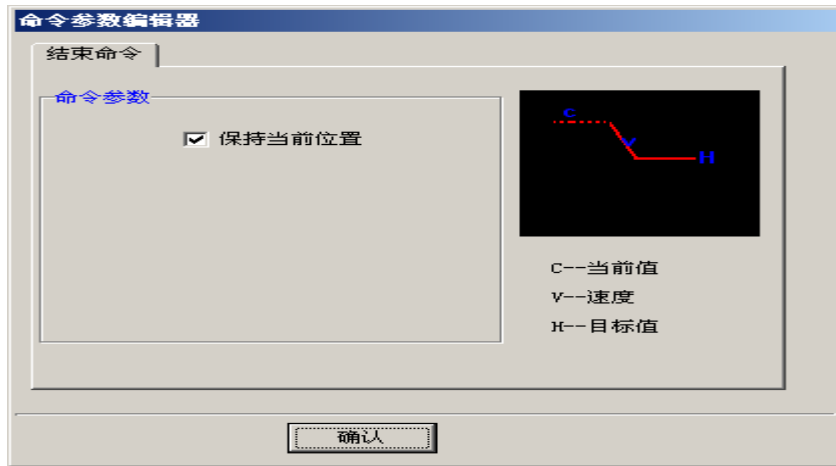 命令参数编辑器
结束命令
命令参数
保持当前位置
C
V
H
C--当前值
V--速度
H--目标值
确认